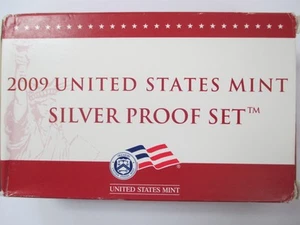 2009 UNITED STATES MINT
SILVER PROOF SET™
UNITED STATES MINT